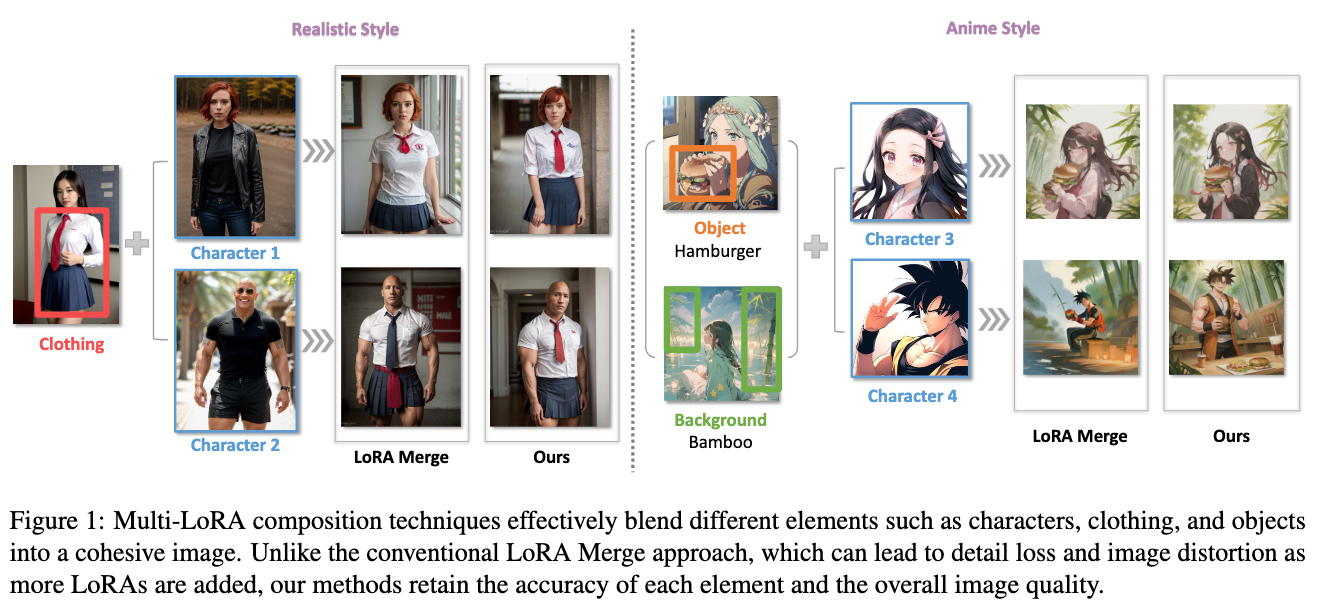 Realistic Style
Anime Style
Clothing
Character 1
Character 2
LoRA Merge
Ours
Object
Hamburger
Background
Bamboo
Character 3
Character 4
LoRA Merge
Ours
Figure 1: Multi-LoRA composition techniques effectively blend different elements such as characters, clothing, and objects
into a cohesive image. Unlike the conventional LoRA Merge approach, which can lead to detail loss and image distortion as
more LoRAs are added, our methods retain the accuracy of each element and the overall image quality.